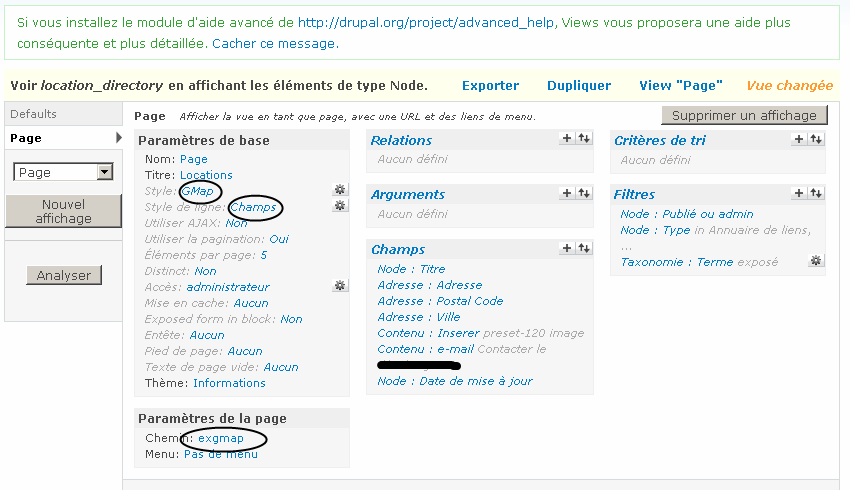 Si vous installez le module d'aide avancé de http://drupal.org/project/advanced_help, Views vous proposera une aide plus
conséquente et plus détaillée. Cacher ce message.
Voir location_directory en affichant les éléments de type Node.
Exporter
Dupliquer
View "Page"
Vue changée
Defaults
Page
Page
Nouvel
affichage
Analyser
Page Afficher la vue en tant que page, avec une URL et des liens de menu.
Supprimer un affichage
Paramètres de base
Nom: Page
Titre: Locations
Style: GMap
Style de ligne: Champs
Utiliser AJAX: Non
Utiliser la pagination: Oui
Éléments par page: 5
Distinct: Non
Accès: administrateur
Mise en cache: Aucun
Exposed form in block: Non
Entête: Aucun
Pied de page: Aucun
Texte de page vide: Aucun
Thème: Informations
Paramètres de la page
Chemin: exgmap
Menu: Pas de menu
Relations
Aucun défini
Arguments
Aucun défini
Champs
Node : Titre
Adresse : Adresse
Adresse : Postal Code
Adresse : Ville
Contenu : Inserer preset-120 image
Contenu : e-mail Contacter le
Node : Date de mise à jour
Critères de tri
Aucun défini
Filtres
Node : Publié ou admin
Node : Type in Annuaire de liens,
...
Taxonomie : Terme exposé